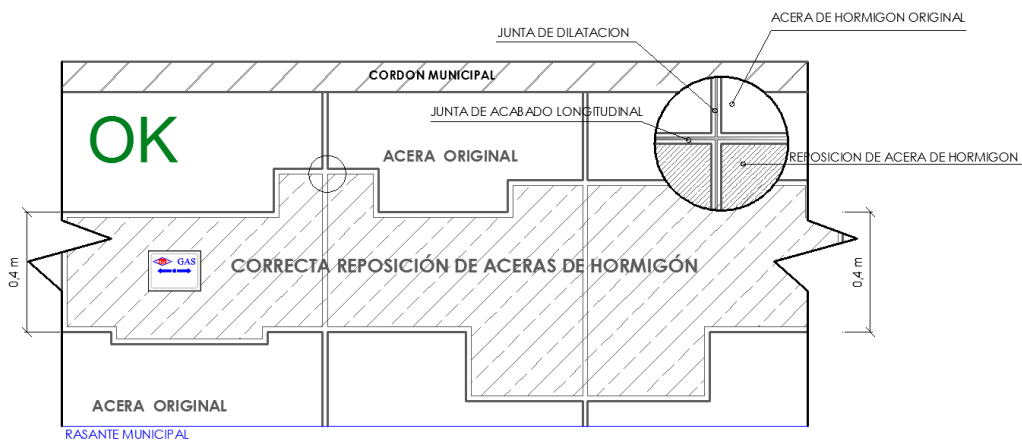 ACERA DE HORMIGON ORIGINAL
JUNTA DE DILATACION
CORDON MUNICIPAL
JUNTA DE ACABADO LONGITUDINAL
OK
ACERA ORIGINAL
REPOSICION DE ACERA DE HORMIGON
GAS
CORRECTA REPOSICIÓN DE ACERAS DE HORMIGÓN
0,4 m
0,4 m
ACERA ORIGINAL
RASANTE MUNICIPAL